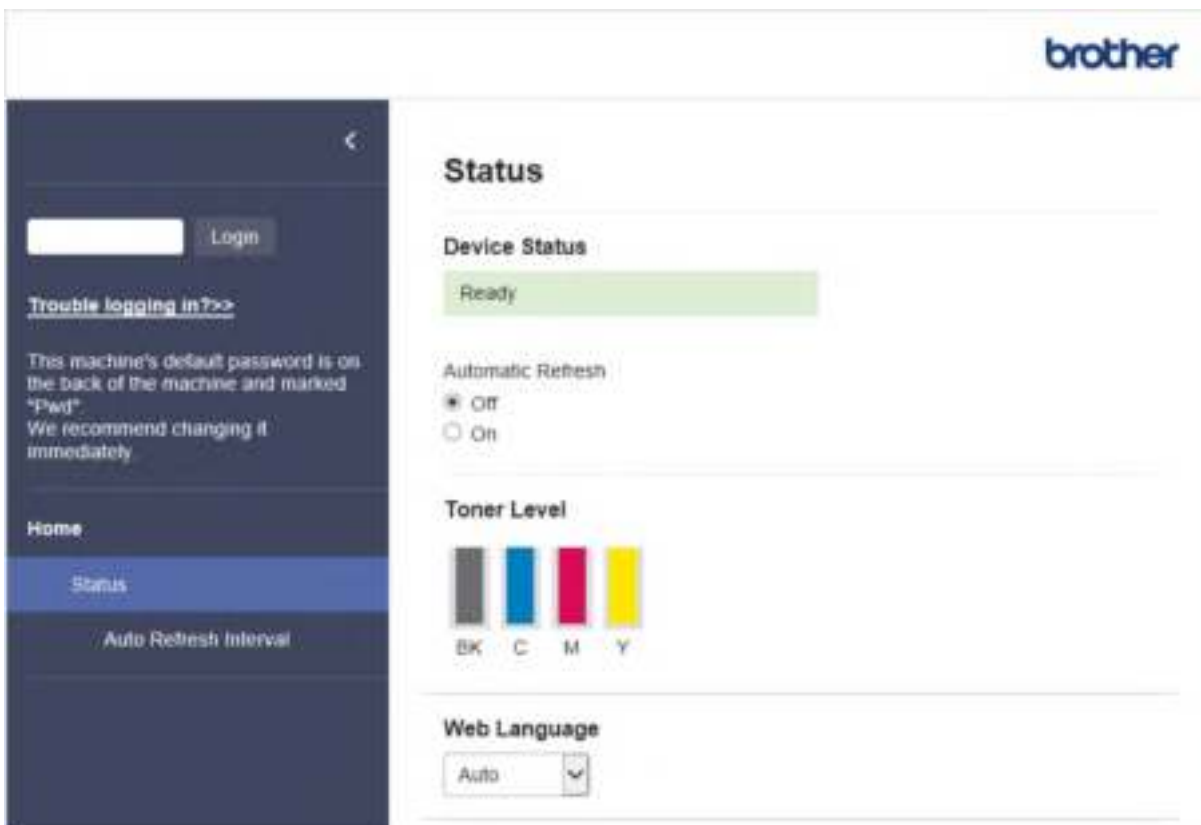 brother
Login
Trouble logging in?>>
This machine's default password is on
the back of the machine and marked
"Pwd".
We recommend changing it
immediately.
Home
Status
Auto Refresh Interval
Status
Device Status
Ready
Automatic Refresh
Off
On
Toner Level
BK C M Y
Web Language
Auto